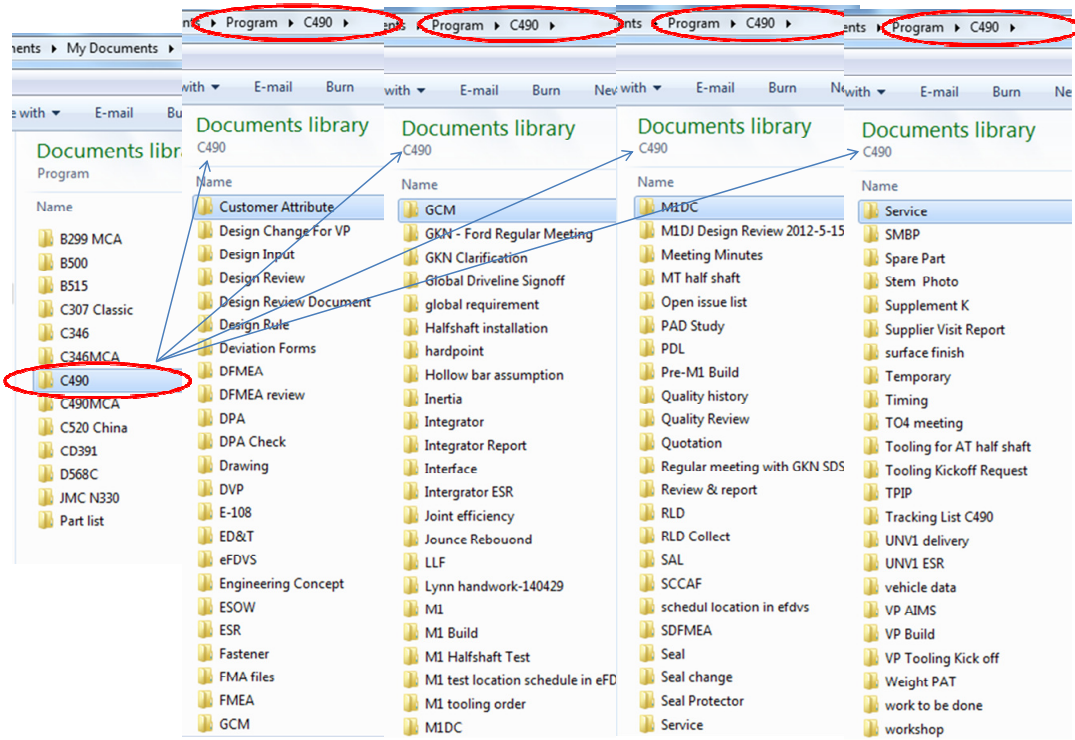 ments ▸ My Documents ▸
with ▾ E-mail Bu
Documents libr
Program
Name
B299 MCA
B500
B515
C307 Classic
C346
C346MCA
C490
C490MCA
C520 China
CD391
D568C
JMC N330
Part list
nts ▸ Program ▸ C490 ▸
with ▾ E-mail Burn
Documents library
C490
Name
Customer Attribute
Design Change For VP
Design Input
Design Review
Design Review Document
Design Rule
Deviation Forms
DFMEA
DFMEA review
DPA
DPA Check
Drawing
DVP
E-108
ED&T
eFDVS
Engineering Concept
ESOW
ESR
Fastener
FMA files
FMEA
GCM
ents ▸ Program ▸ C490 ▸
with ▾ E-mail Burn New
Documents library
C490
Name
GCM
GKN - Ford Regular Meeting
GKN Clarification
Global Driveline Signoff
global requirement
Halfshaft installation
hardpoint
Hollow bar assumption
Inertia
Integrator
Integrator Report
Interface
Intergrator ESR
Joint efficiency
Jounce Rebouond
LLF
Lynn handwork-140429
M1
M1 Build
M1 Halfshaft Test
M1 test location schedule in eFD
M1 tooling order
M1DC
nts ▸ Program ▸ C490 ▸
with ▾ E-mail Burn Ne
Documents library
C490
Name
M1DC
M1DJ Design Review 2012-5-15
Meeting Minutes
MT half shaft
Open issue list
PAD Study
PDL
Pre-M1 Build
Quality history
Quality Review
Quotation
Regular meeting with GKN SDS
Review & report
RLD
RLD Collect
SAL
SCCAF
schedul location in efdvs
SDFMEA
Seal
Seal change
Seal Protector
Service
ents ▸ Program ▸ C490 ▸
with ▾ E-mail Burn Ne
Documents library
C490
Name
Service
SMBP
Spare Part
Stem Photo
Supplement K
Supplier Visit Report
surface finish
Temporary
Timing
TO4 meeting
Tooling for AT half shaft
Tooling Kickoff Request
TPIP
Tracking List C490
UNV1 delivery
UNV1 ESR
vehicle data
VP AIMS
VP Build
VP Tooling Kick off
Weight PAT
work to be done
workshop